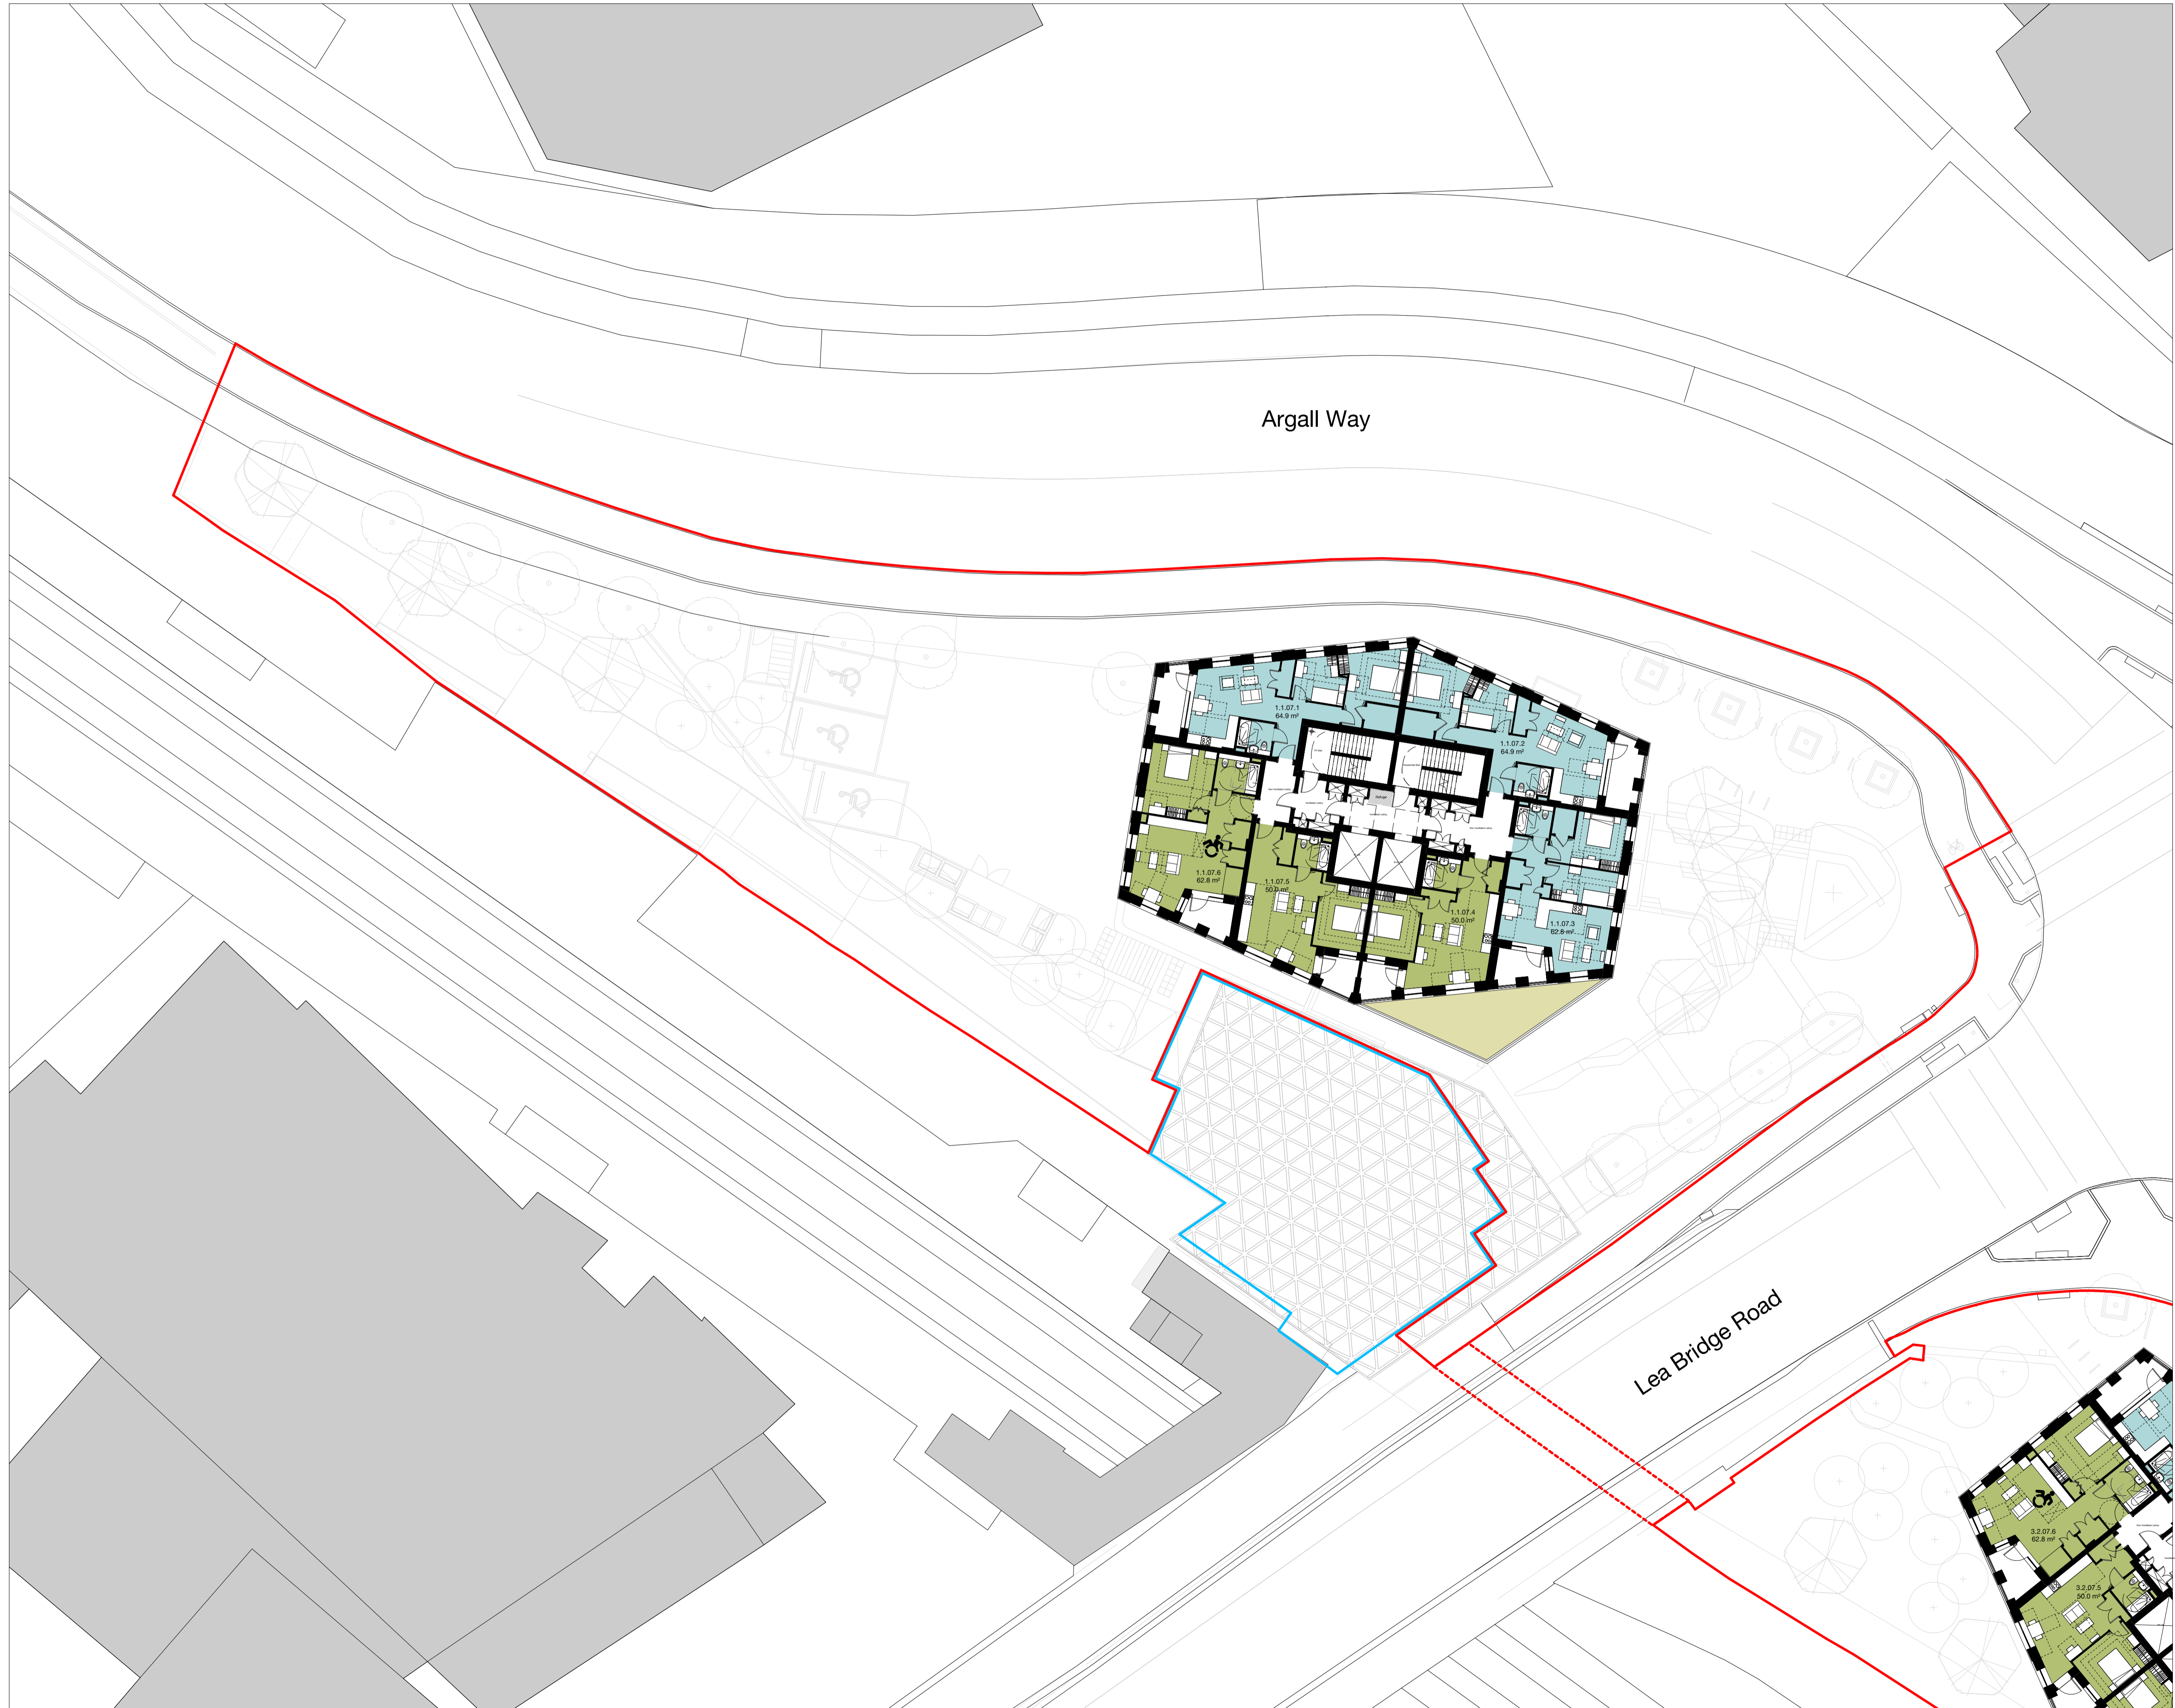 Argall Way
1.1.07.1
64.9 m²
1.1.07.2
64.9 m²
1.1.07.6
62.8 m²
1.1.07.5
50.0 m²
1.1.07.4
50.0 m²
1.1.07.3
62.8 m²
Lea Bridge Road
3.2.07.6
62.8 m²
3.2.07.5
50.0 m²